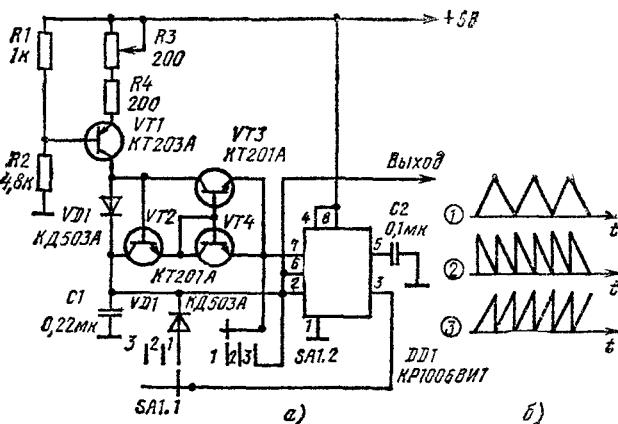 +5В
R1
1к
R3
200
R4
200
VT1
КТ203А
R2
4,8к
VT3
КТ201А
Выход
VD1
КД503А
VT2
VT4
КТ201А
4 8
7
6
2
5
3
1
C2
0,1мк
C1
0,22мк
VD1
КД503А
3 2 1
1 2 3
SA1.1
SA1.2
DD1
КР1006ВИ1
а)
1
t
2
t
3
t
б)